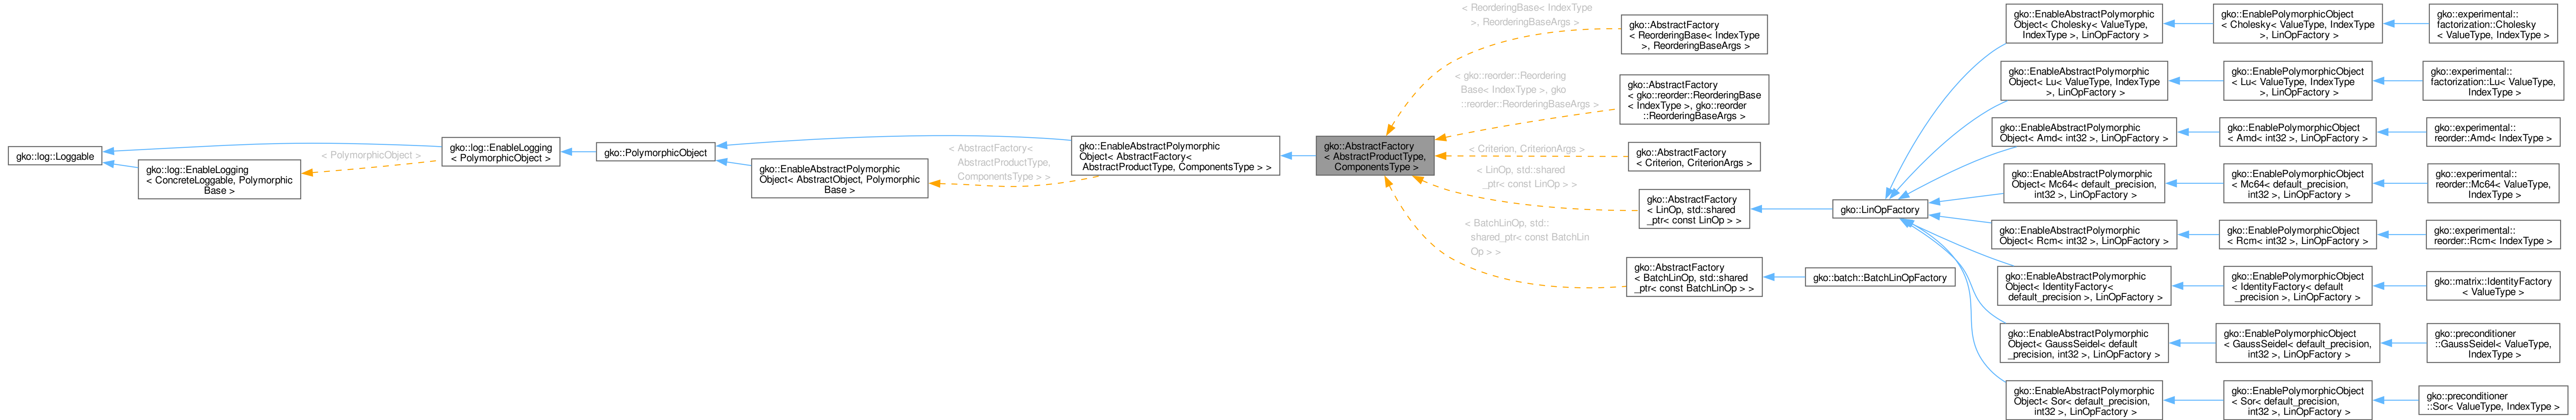 gko::log::Loggable
gko::log::EnableLogging
< ConcreteLoggable, Polymorphic
Base >
< PolymorphicObject >
gko::log::EnableLogging
< PolymorphicObject >
gko::PolymorphicObject
gko::EnableAbstractPolymorphic
Object< AbstractObject, Polymorphic
Base >
< AbstractFactory<
AbstractProductType,
ComponentsType > >
gko::EnableAbstractPolymorphic
Object< AbstractFactory<
AbstractProductType, ComponentsType > >
gko::AbstractFactory
< AbstractProductType,
ComponentsType >
< ReorderingBase< IndexType
>, ReorderingBaseArgs >
gko::AbstractFactory
< ReorderingBase< IndexType
>, ReorderingBaseArgs >
< gko::reorder::Reordering
Base< IndexType >, gko
::reorder::ReorderingBaseArgs >
gko::AbstractFactory
< gko::reorder::ReorderingBase
< IndexType >, gko::reorder
::ReorderingBaseArgs >
< Criterion, CriterionArgs >
gko::AbstractFactory
< Criterion, CriterionArgs >
< LinOp, std::shared
_ptr< const LinOp > >
gko::AbstractFactory
< LinOp, std::shared
_ptr< const LinOp > >
< BatchLinOp, std::
shared_ptr< const BatchLin
Op > >
gko::AbstractFactory
< BatchLinOp, std::shared
_ptr< const BatchLinOp > >
gko::LinOpFactory
gko::batch::BatchLinOpFactory
gko::EnableAbstractPolymorphic
Object< Cholesky< ValueType,
IndexType >, LinOpFactory >
gko::EnablePolymorphicObject
< Cholesky< ValueType, IndexType
>, LinOpFactory >
gko::experimental::
factorization::Cholesky
< ValueType, IndexType >
gko::EnableAbstractPolymorphic
Object< Lu< ValueType, IndexType
>, LinOpFactory >
gko::EnablePolymorphicObject
< Lu< ValueType, IndexType
>, LinOpFactory >
gko::experimental::
factorization::Lu< ValueType,
IndexType >
gko::EnableAbstractPolymorphic
Object< Amd< int32 >, LinOpFactory >
gko::EnablePolymorphicObject
< Amd< int32 >, LinOpFactory >
gko::experimental::
reorder::Amd< IndexType >
gko::EnableAbstractPolymorphic
Object< Mc64< default_precision,
int32 >, LinOpFactory >
gko::EnablePolymorphicObject
< Mc64< default_precision,
int32 >, LinOpFactory >
gko::experimental::
reorder::Mc64< ValueType,
IndexType >
gko::EnableAbstractPolymorphic
Object< Rcm< int32 >, LinOpFactory >
gko::EnablePolymorphicObject
< Rcm< int32 >, LinOpFactory >
gko::experimental::
reorder::Rcm< IndexType >
gko::EnableAbstractPolymorphic
Object< IdentityFactory<
default_precision >, LinOpFactory >
gko::EnablePolymorphicObject
< IdentityFactory< default
_precision >, LinOpFactory >
gko::matrix::IdentityFactory
< ValueType >
gko::EnableAbstractPolymorphic
Object< GaussSeidel< default
_precision, int32 >, LinOpFactory >
gko::EnablePolymorphicObject
< GaussSeidel< default_precision,
int32 >, LinOpFactory >
gko::preconditioner
::GaussSeidel< ValueType,
IndexType >
gko::EnableAbstractPolymorphic
Object< Sor< default_precision,
int32 >, LinOpFactory >
gko::EnablePolymorphicObject
< Sor< default_precision,
int32 >, LinOpFactory >
gko::preconditioner
::Sor< ValueType, IndexType >